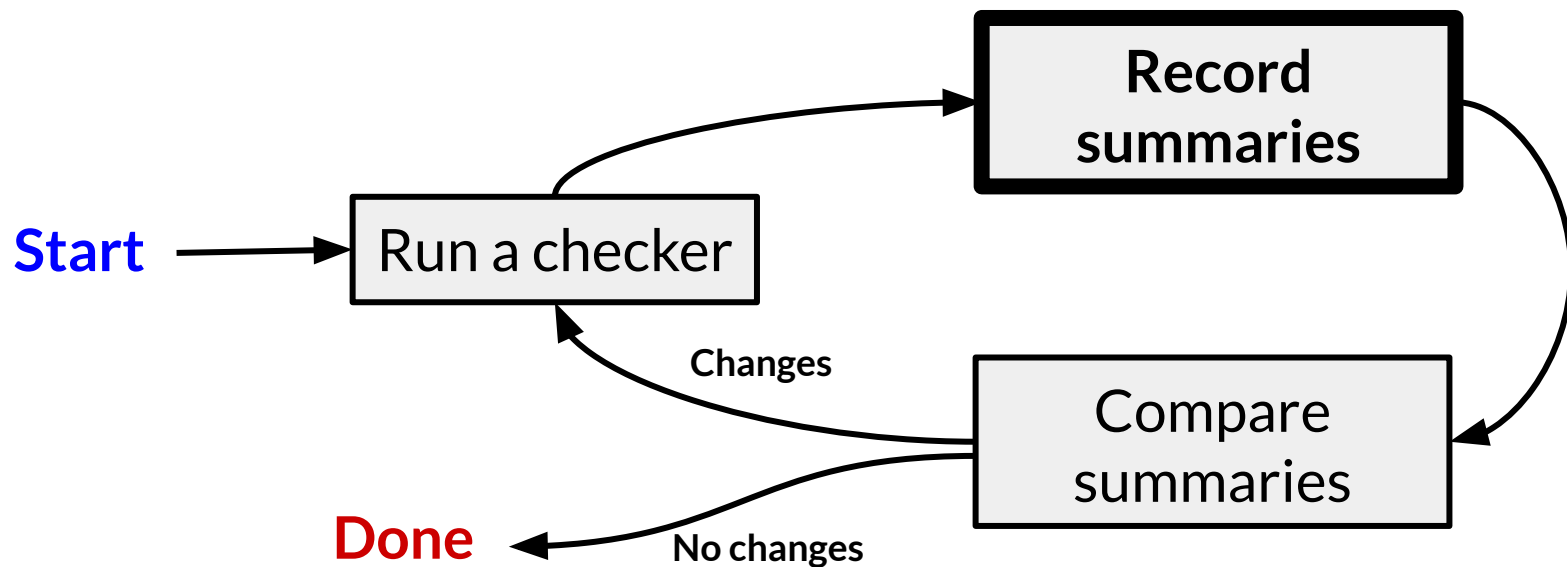 Record
summaries
Start
Run a checker
Changes
Compare
summaries
Done
No changes